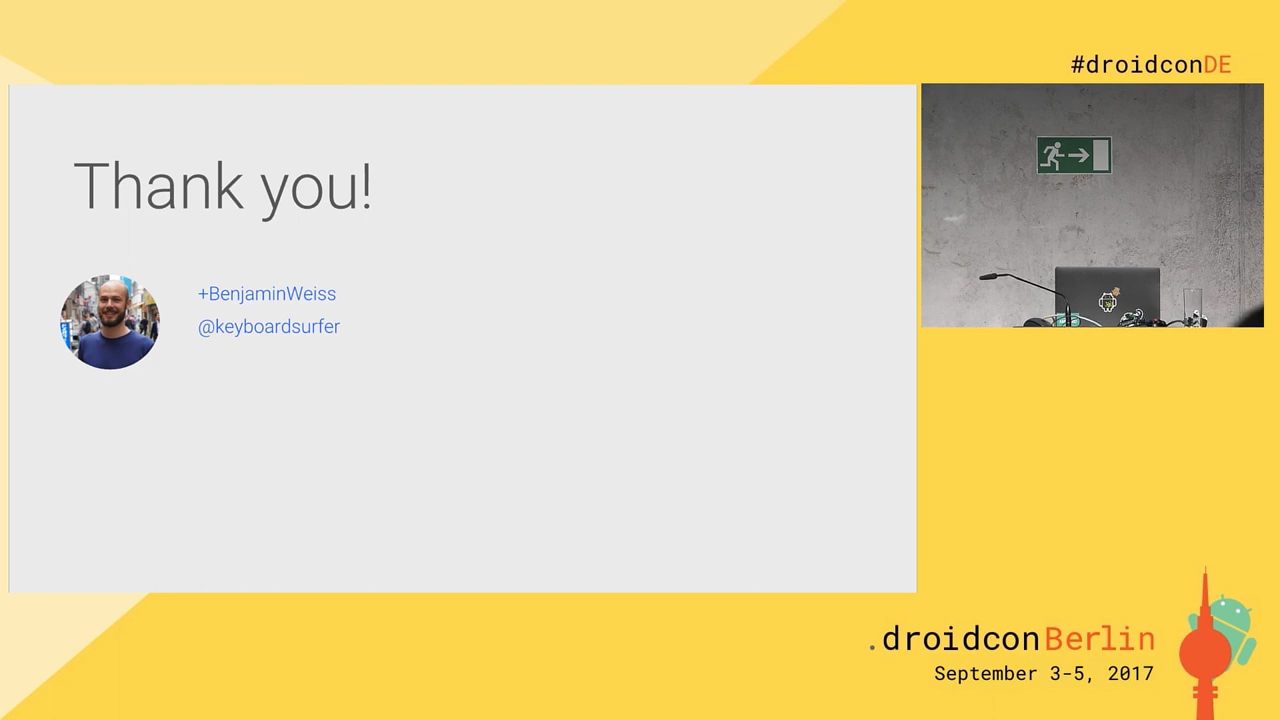 #droidconDE
Thank you!
+BenjaminWeiss
@keyboardsurfer
.droidconBerlin
September 3-5, 2017